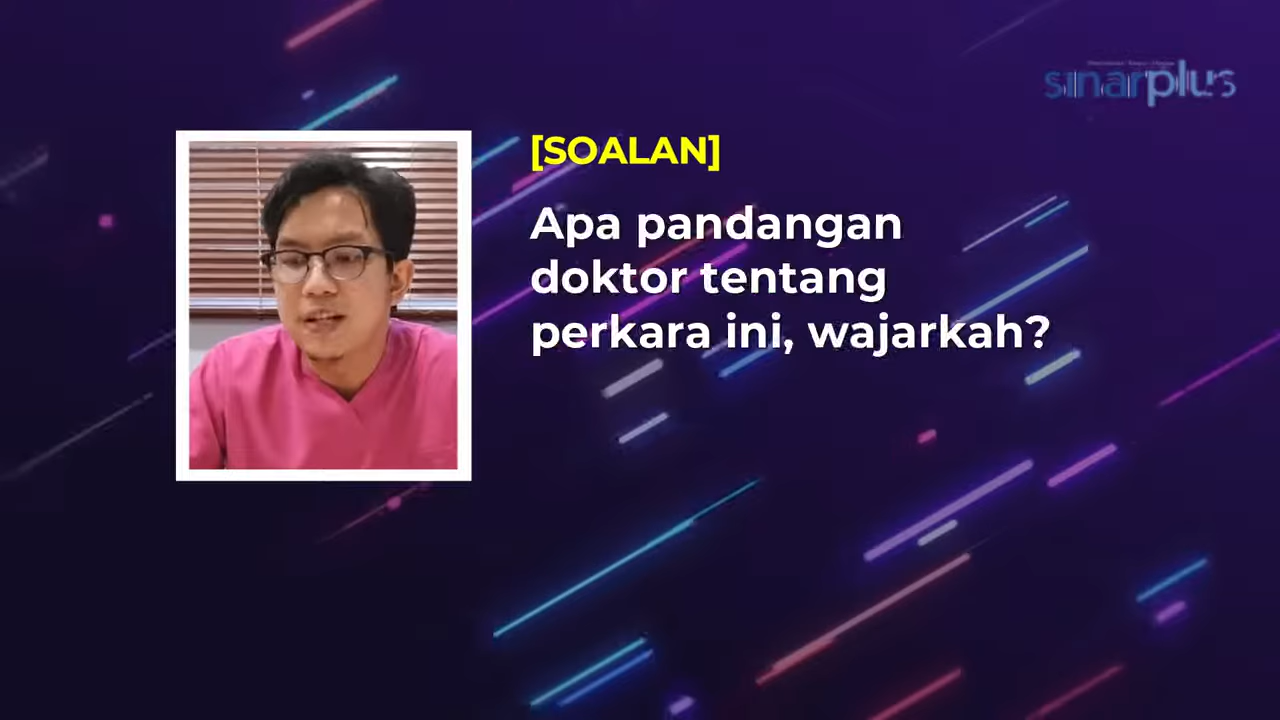 sinarplus
[SOALAN]
Apa pandangan
doktor tentang
perkara ini, wajarkah?